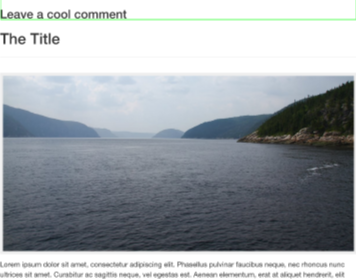 Leave a cool comment
The Title
Lorem ipsum dolor sit amet, consectetur adipiscing elit. Phasellus pulvinar faucibus neque, nec rhoncus nunc
ultrices sit amet. Curabitur ac sagittis neque, vel egestas est. Aenean elementum, erat at aliquet hendrerit, elit